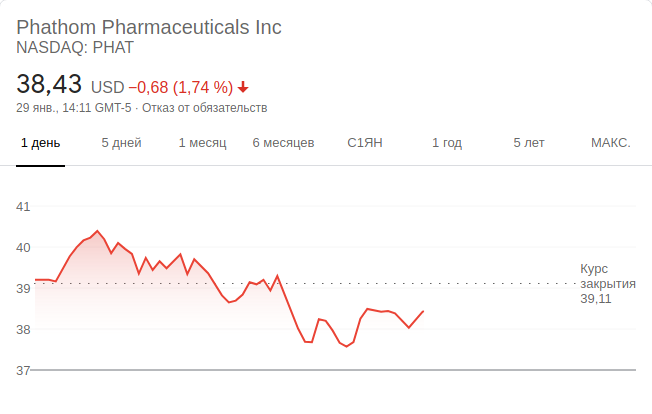 Phathom Pharmaceuticals Inc
NASDAQ: PHAT
38,43 USD −0,68 (1,74 %)
29 янв., 14:11 GMT-5 · Отказ от обязательств
1 день 5 дней 1 месяц 6 месяцев С1ЯН 1 год 5 лет МАКС.
41
40
39
38
37
Курс
закрытия
39,11